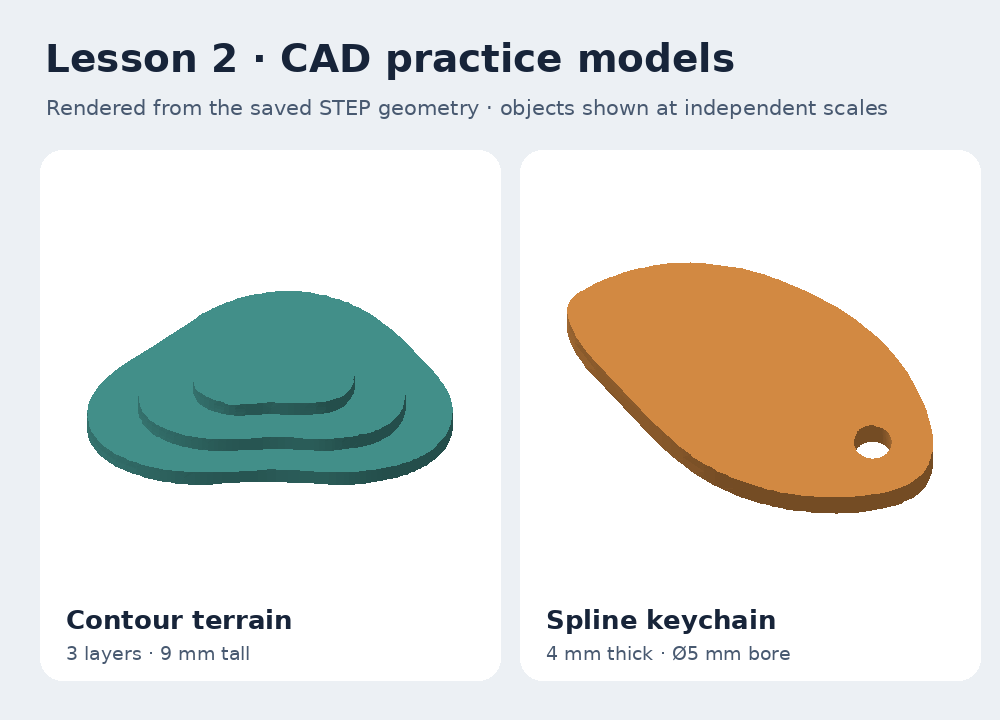 Lesson 2 · CAD practice models
Rendered from the saved STEP geometry · objects shown at independent scales
Contour terrain
3 layers · 9 mm tall
Spline keychain
4 mm thick · Ø5 mm bore